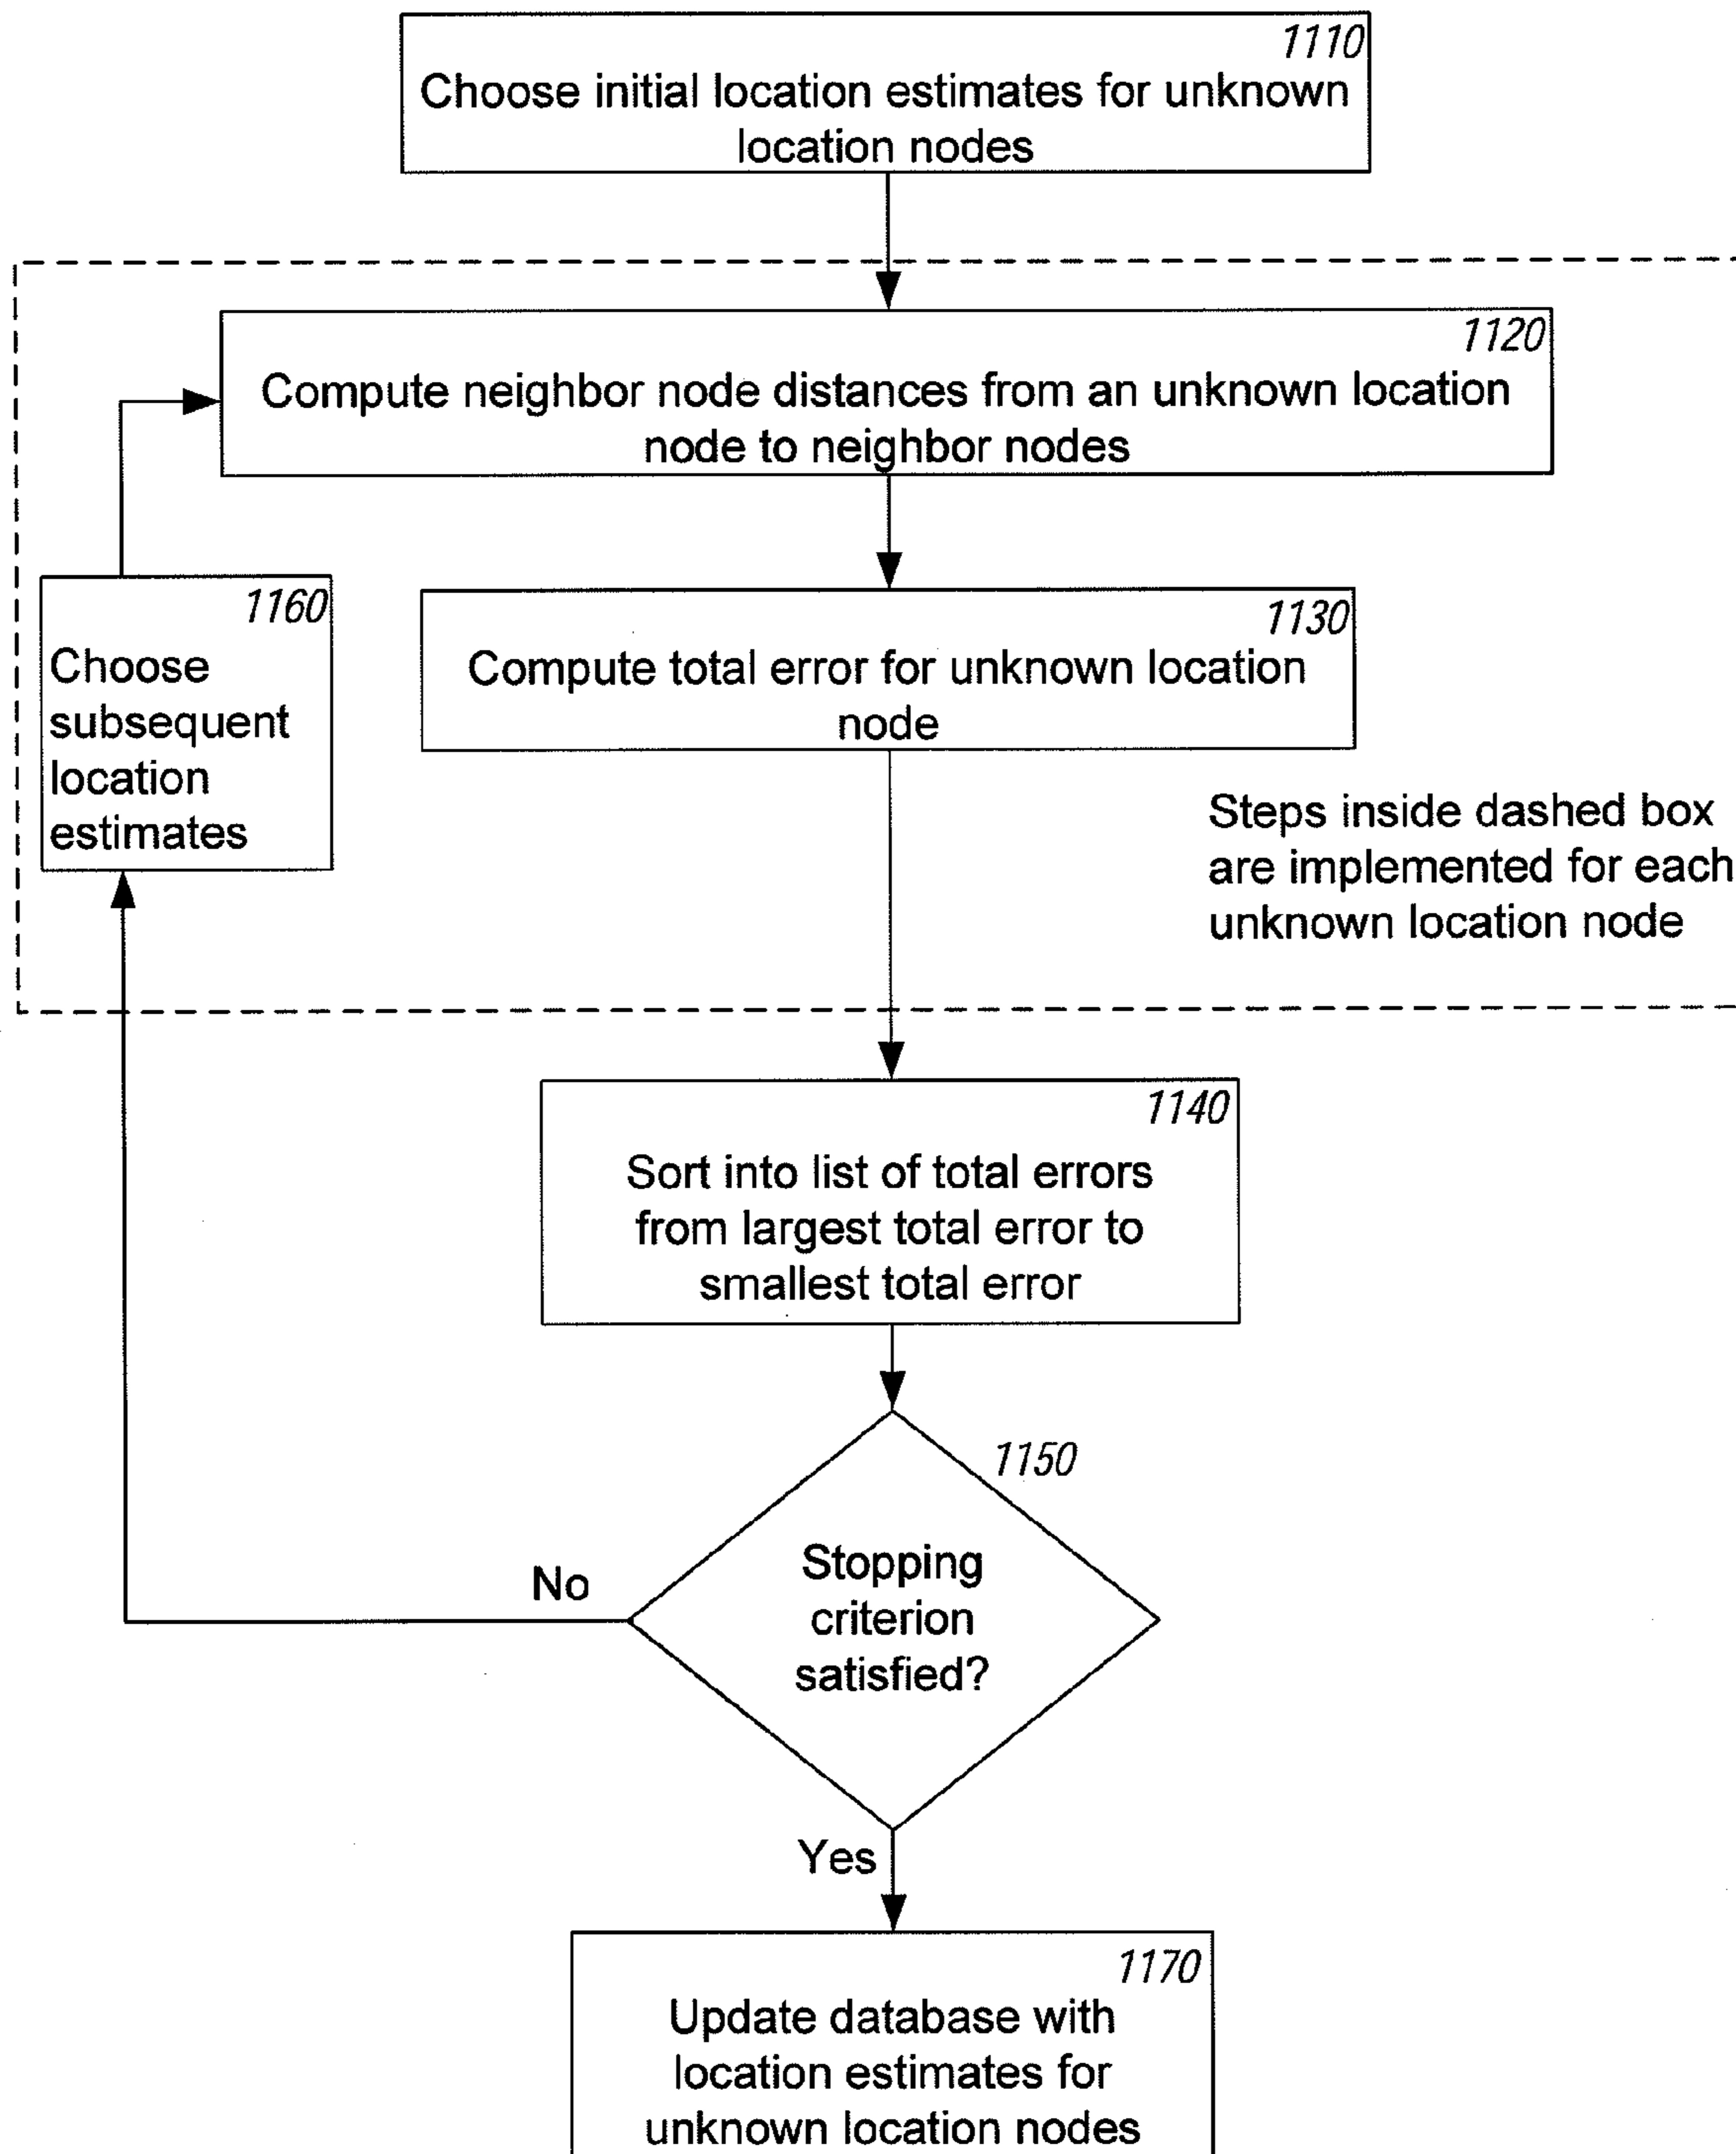 1110
Choose initial location estimates for unknown
location nodes
1120
Compute neighbor node distances from an unknown location
node to neighbor nodes
1160
Choose
subsequent
location
estimates
1130
Compute total error for unknown location
node
Steps inside dashed box
are implemented for each
unknown location node
1140
Sort into list of total errors
from largest total error to
smallest total error
1150
Stopping
criterion
satisfied?
No
Yes
1170
Update database with
location estimates for
unknown location nodes